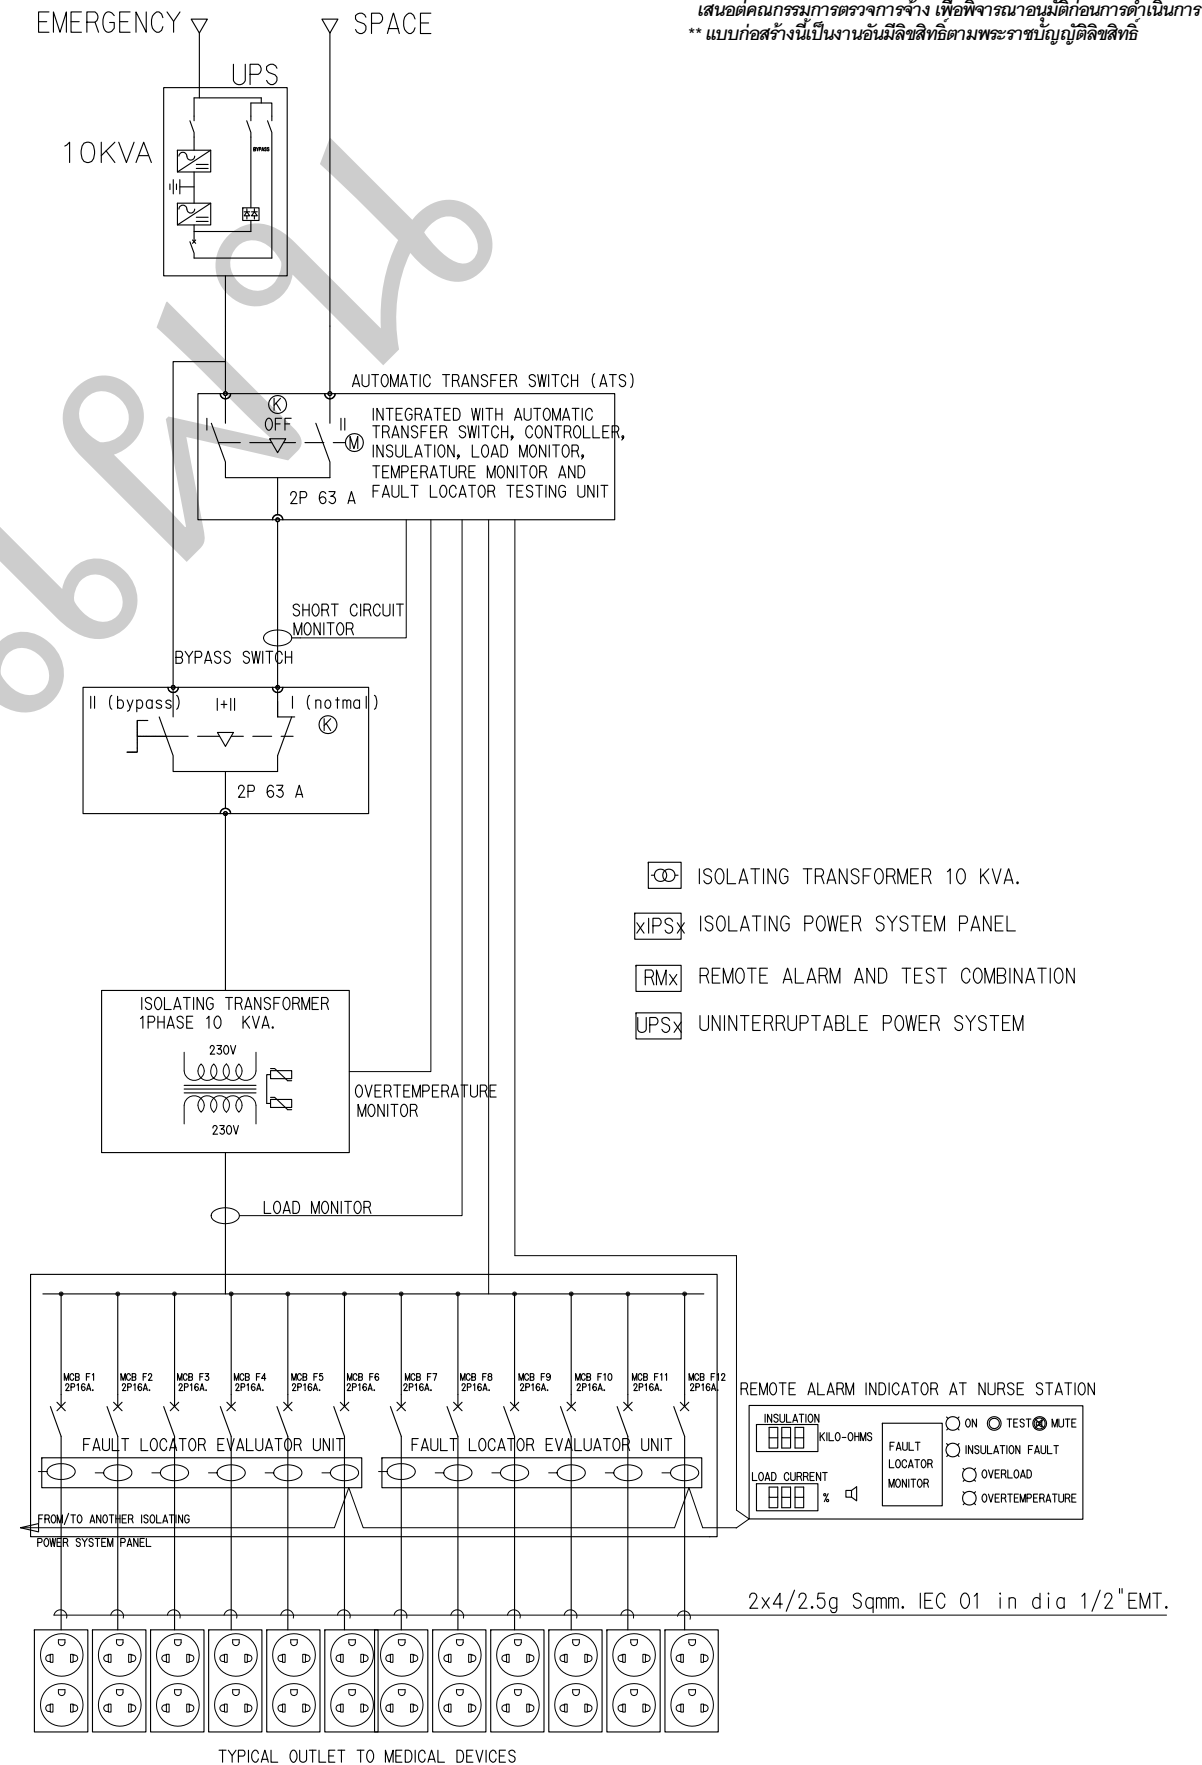 เสนอต่คณกรรมการตรวจการจ้าง เพื่อพิจารณาอนุมัติก่อนการดำเนินการ
** แบบก่อสร้างนี้เป็นงานอันมีลิขสิทธิ์ตามพระราชบัญญัติลิขสิทธิ์
EMERGENCY
SPACE
UPS
10KVA
BYPASS
AUTOMATIC TRANSFER SWITCH (ATS)
K
I
OFF
II
M
INTEGRATED WITH AUTOMATIC
TRANSFER SWITCH, CONTROLLER,
INSULATION, LOAD MONITOR,
TEMPERATURE MONITOR AND
FAULT LOCATOR TESTING UNIT
2P 63 A
SHORT CIRCUIT
MONITOR
BYPASS SWITCH
II (bypass)
I+II
I (notmal)
K
2P 63 A
ISOLATING TRANSFORMER 10 KVA.
xIPSx
ISOLATING POWER SYSTEM PANEL
RMx
REMOTE ALARM AND TEST COMBINATION
UPSx
UNINTERRUPTABLE POWER SYSTEM
ISOLATING TRANSFORMER
1PHASE 10 KVA.
230V
230V
OVERTEMPERATURE
MONITOR
LOAD MONITOR
MCB F1
2P16A.
MCB F2
2P16A.
MCB F3
2P16A.
MCB F4
2P16A.
MCB F5
2P16A.
MCB F6
2P16A.
MCB F7
2P16A.
MCB F8
2P16A.
MCB F9
2P16A.
MCB F10
2P16A.
MCB F11
2P16A.
MCB F12
2P16A.
FAULT LOCATOR EVALUATOR UNIT
FAULT LOCATOR EVALUATOR UNIT
FROM/TO ANOTHER ISOLATING
POWER SYSTEM PANEL
REMOTE ALARM INDICATOR AT NURSE STATION
INSULATION
888
KILO-OHMS
LOAD CURRENT
888
%
FAULT
LOCATOR
MONITOR
ON
TEST
MUTE
INSULATION FAULT
OVERLOAD
OVERTEMPERATURE
2x4/2.5g Sqmm. IEC 01 in dia 1/2"EMT.
TYPICAL OUTLET TO MEDICAL DEVICES